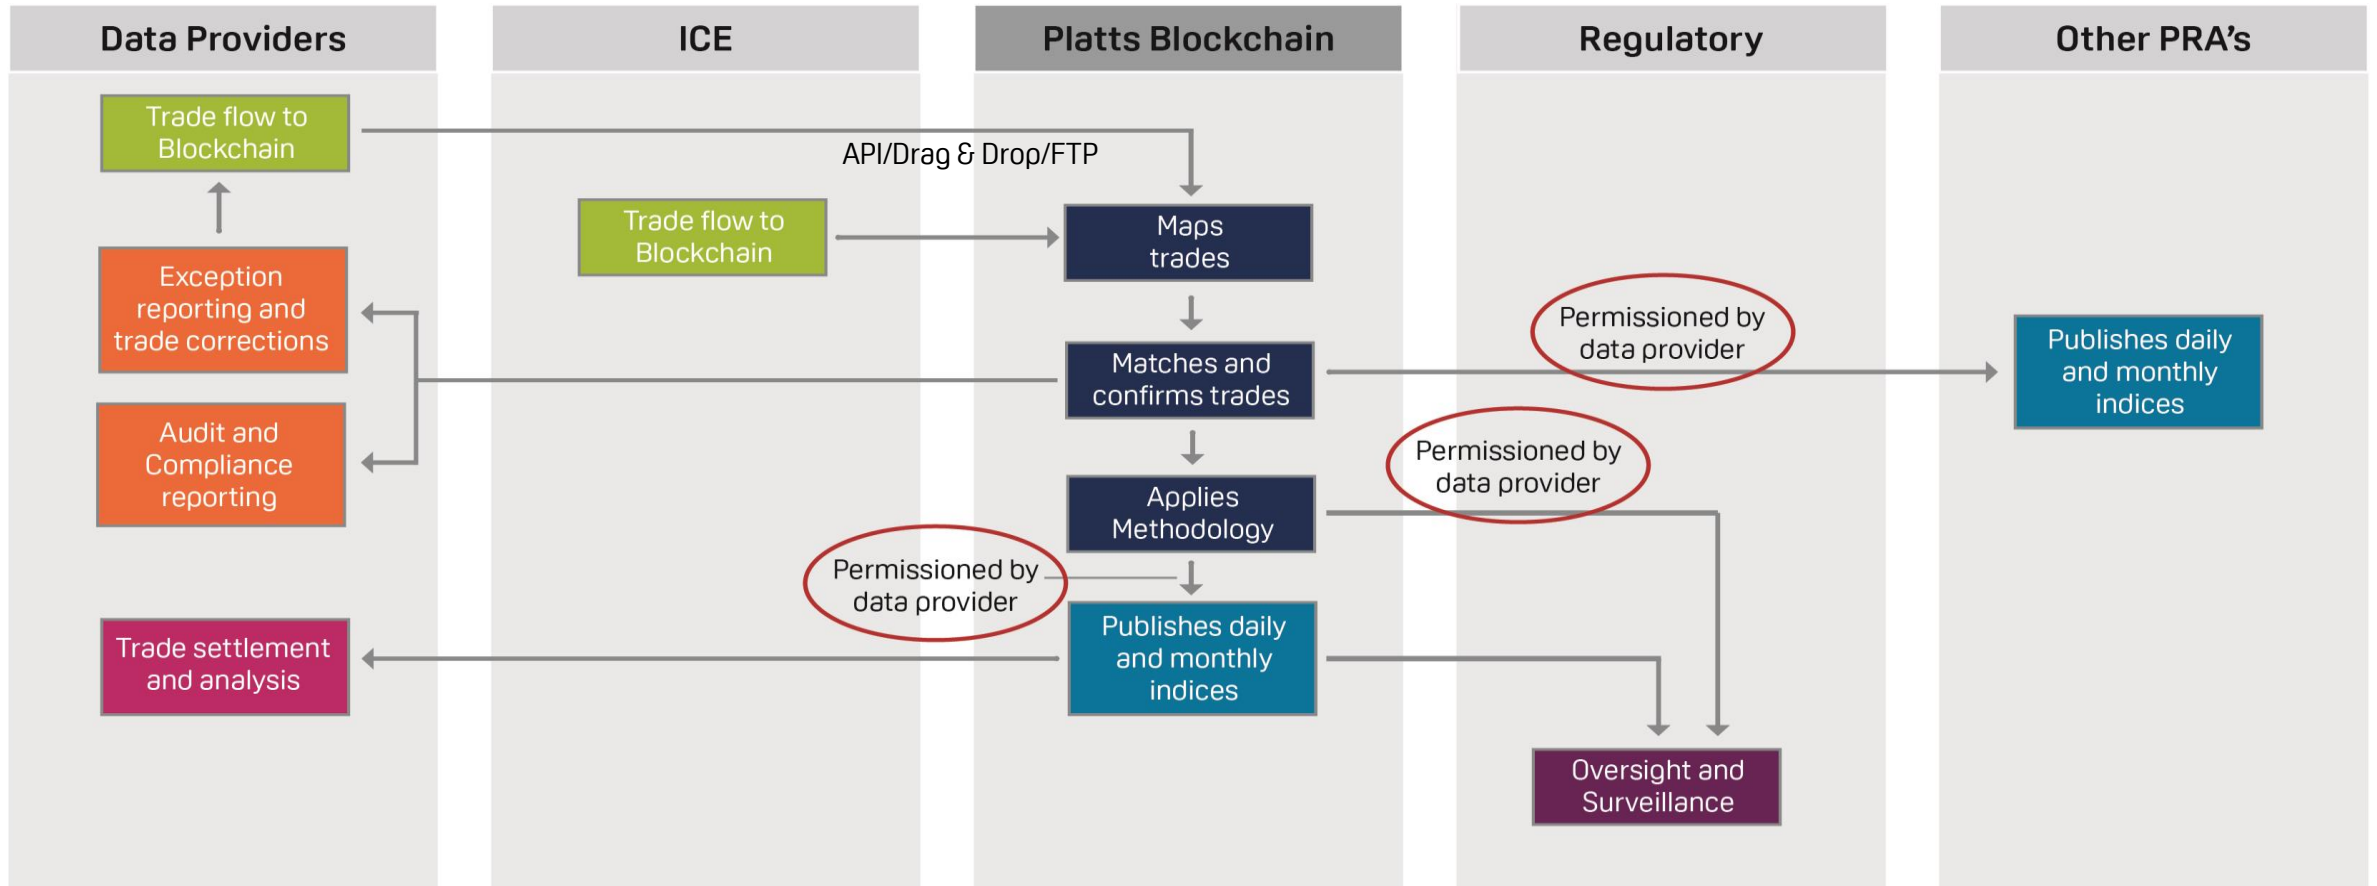 Data Providers
ICE
Platts Blockchain
Regulatory
Other PRA's
Trade flow to
Blockchain
API/Drag & Drop/FTP
Trade flow to
Blockchain
Maps
trades
Exception
reporting and
trade corrections
Permissioned by
data provider
Publishes daily
and monthly
indices
Matches and
confirms trades
Audit and
Compliance
reporting
Permissioned by
data provider
Applies
Methodology
Permissioned by
data provider
Trade settlement
and analysis
Publishes daily
and monthly
indices
Oversight and
Surveillance